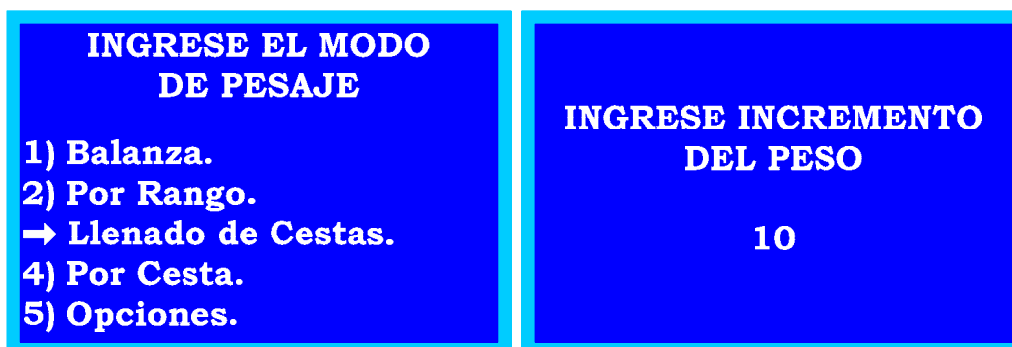 INGRESE EL MODO
DE PESAJE
1) Balanza.
2) Por Rango.
→ Llenado de Cestas.
4) Por Cesta.
5) Opciones.
INGRESE INCREMENTO
DEL PESO
10